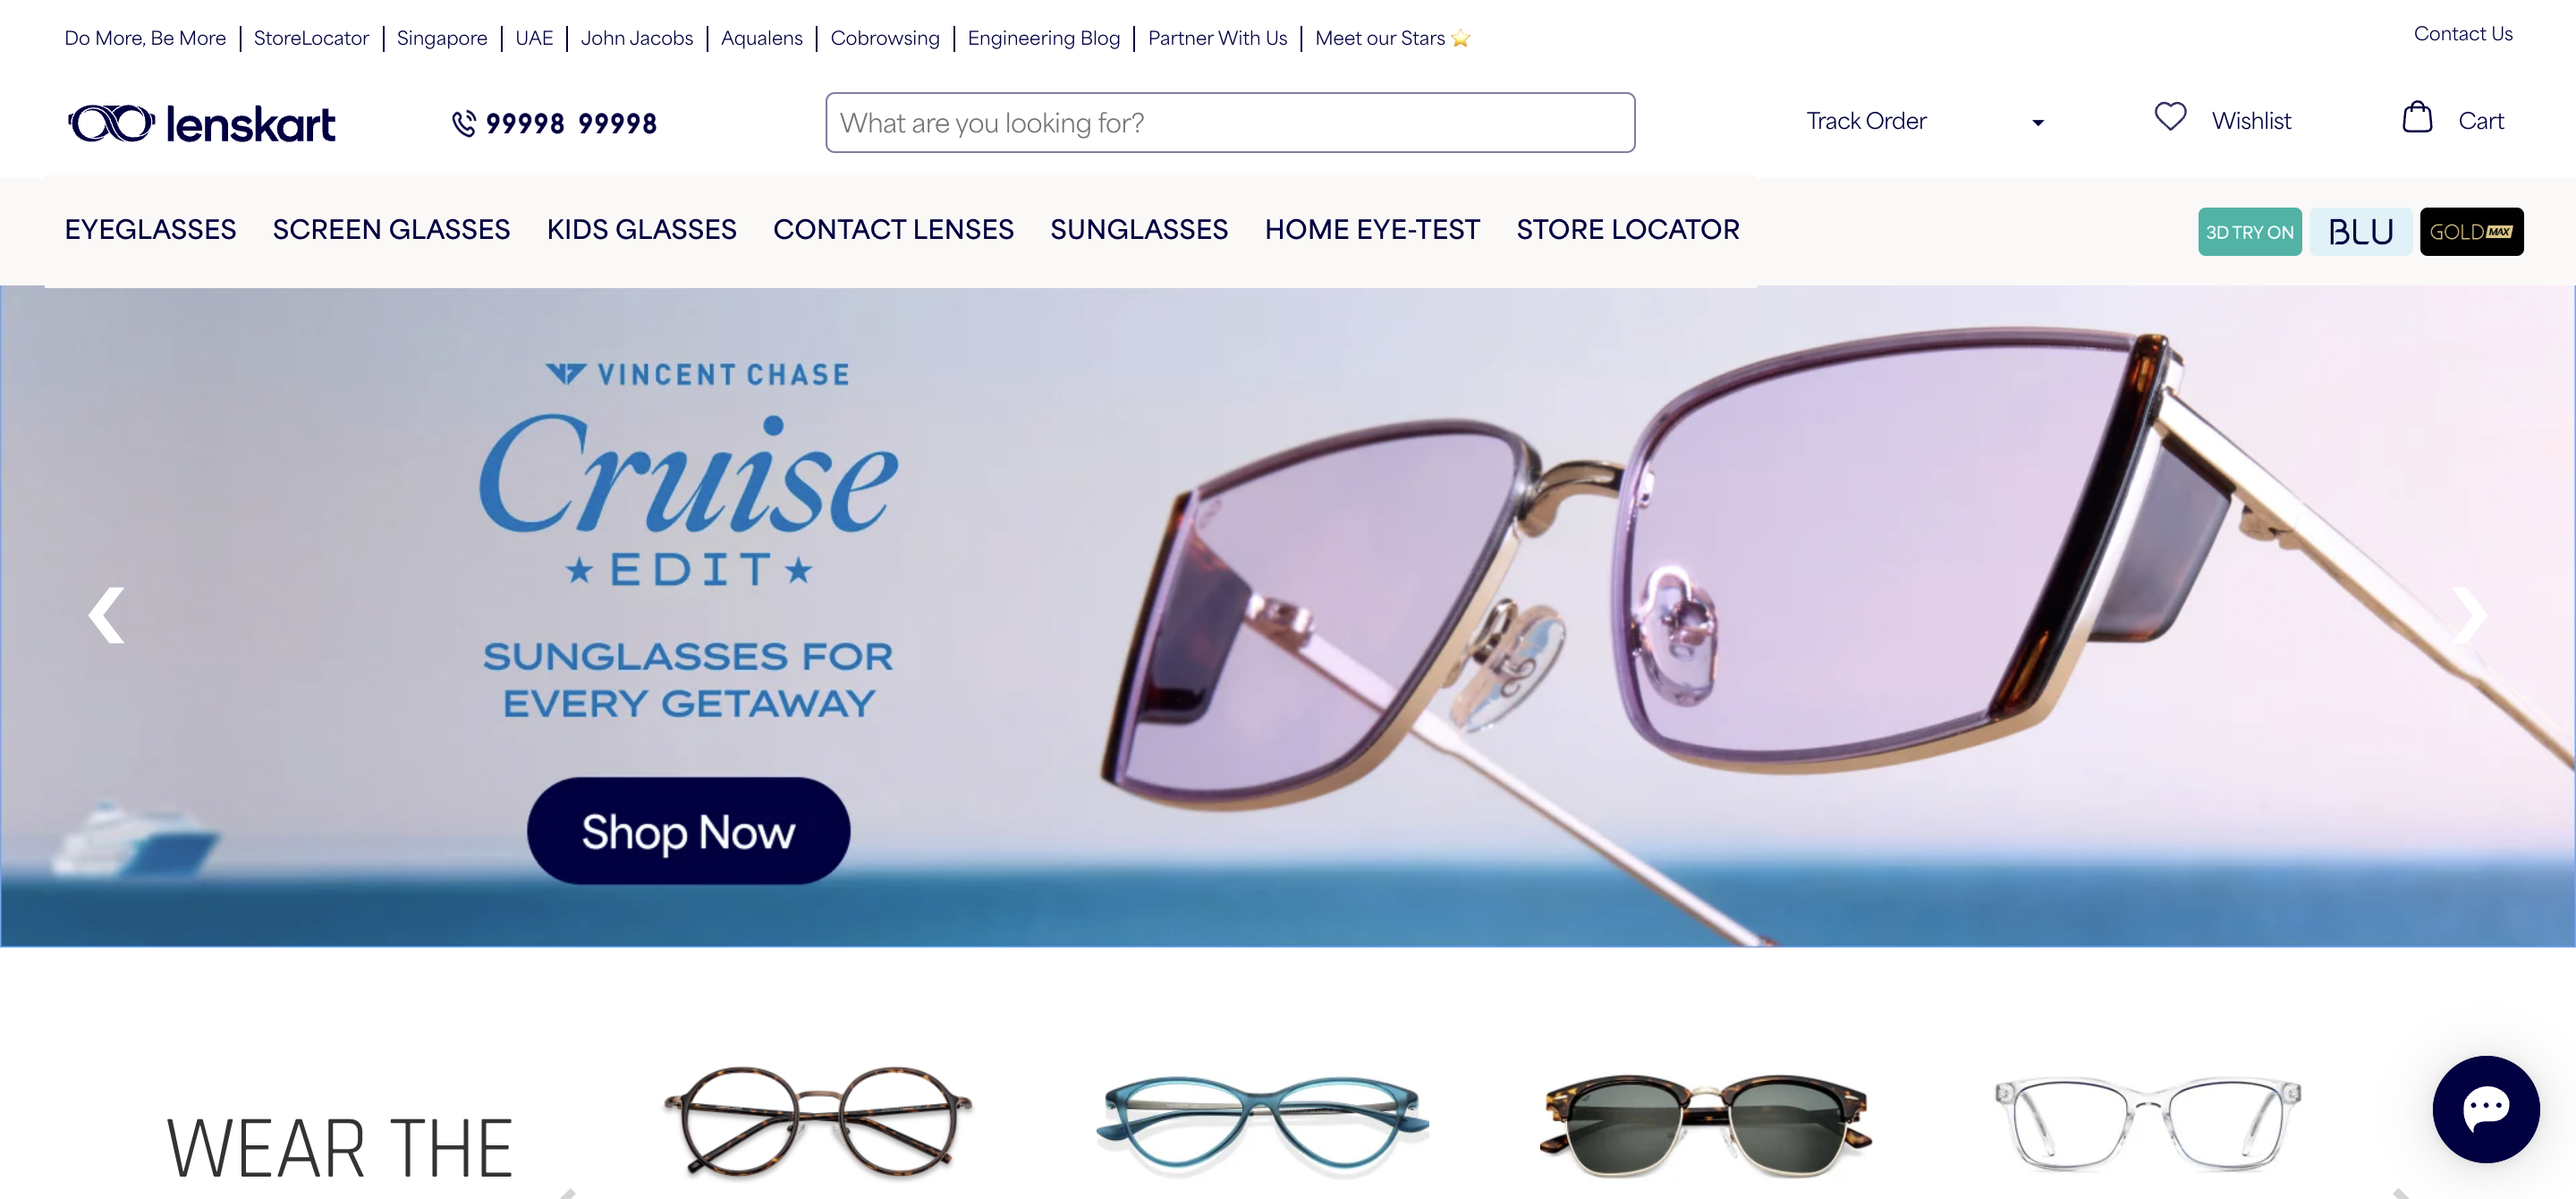 Do More, Be More | StoreLocator | Singapore | UAE | John Jacobs | Aqualens | Cobrowsing | Engineering Blog | Partner With Us | Meet our Stars ⭐
Contact Us
lenskart
99998 99998
What are you looking for?
Track Order
Wishlist
Cart
EYEGLASSES SCREEN GLASSES KIDS GLASSES CONTACT LENSES SUNGLASSES HOME EYE-TEST STORE LOCATOR
3D TRY ON
BLU
GOLD MAX
VINCENT CHASE
Cruise
★ EDIT ★
SUNGLASSES FOR
EVERY GETAWAY
Shop Now
WEAR THE